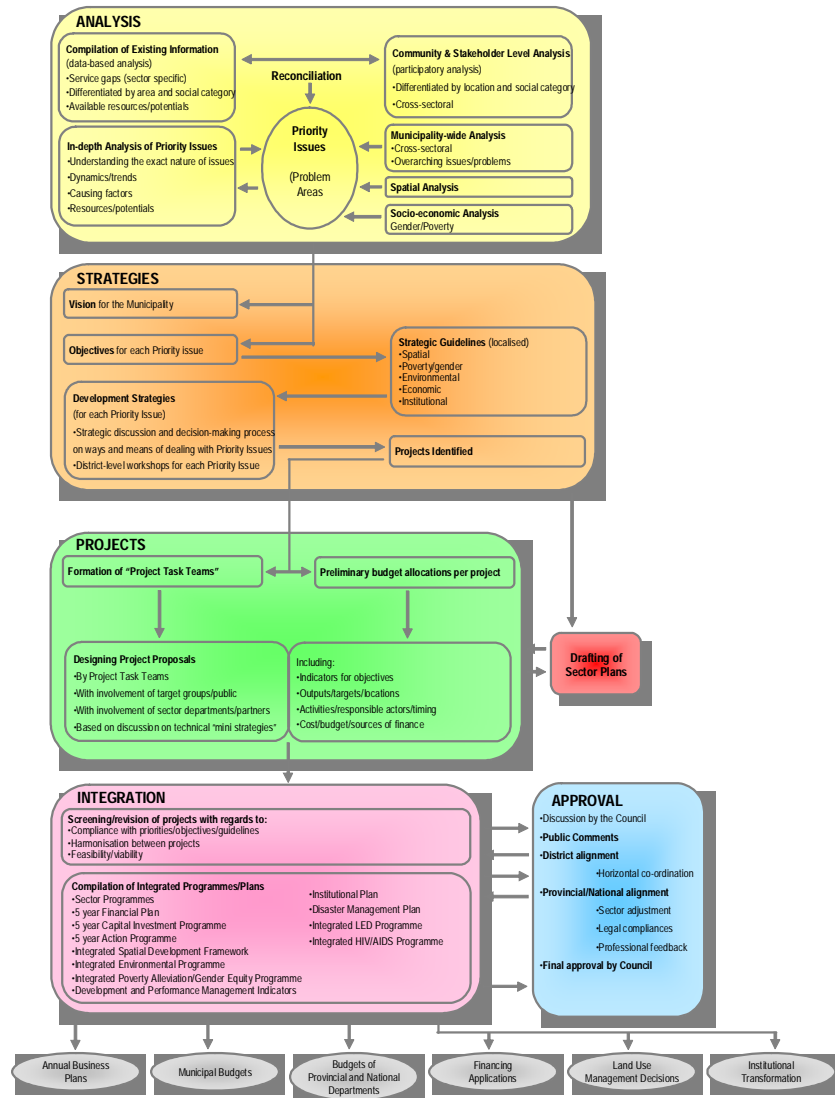 ANALYSIS
Compilation of Existing Information
(data-based analysis)
•Service gaps (sector specific)
•Differentiated by area and social category
•Available resources/potentials
Reconciliation
Community & Stakeholder Level Analysis
(participatory analysis)
•Differentiated by location and social category
•Cross-sectoral
Priority
Issues
(Problem
Areas
In-depth Analysis of Priority Issues
•Understanding the exact nature of issues
•Dynamics/trends
•Causing factors
•Resources/potentials
Municipality-wide Analysis
•Cross-sectoral
•Overarching issues/problems
Spatial Analysis
Socio-economic Analysis
Gender/Poverty
STRATEGIES
Vision for the Municipality
Objectives for each Priority issue
Strategic Guidelines (localised)
•Spatial
•Poverty/gender
•Environmental
•Economic
•Institutional
Development Strategies
(for each Priority Issue)
•Strategic discussion and decision-making process
on ways and means of dealing with Priority Issues
•District-level workshops for each Priority Issue
Projects Identified
PROJECTS
Formation of “Project Task Teams”
Preliminary budget allocations per project
Designing Project Proposals
•By Project Task Teams
•With involvement of target groups/public
•With involvement of sector departments/partners
•Based on discussion on technical “mini strategies”
Including:
•Indicators for objectives
•Outputs/targets/locations
•Activities/responsible actors/timing
•Cost/budget/sources of finance
Drafting of
Sector Plans
INTEGRATION
Screening/revision of projects with regards to:
•Compliance with priorities/objectives/guidelines
•Harmonisation between projects
•Feasibility/viability
Compilation of Integrated Programmes/Plans
•Sector Programmes
•5 year Financial Plan
•5 year Capital Investment Programme
•5 year Action Programme
•Integrated Spatial Development Framework
•Integrated Environmental Programme
•Integrated Poverty Alleviation/Gender Equity Programme
•Development and Performance Management Indicators
•Institutional Plan
•Disaster Management Plan
•Integrated LED Programme
•Integrated HIV/AIDS Programme
APPROVAL
•Discussion by the Council
•Public Comments
•District alignment
•Horizontal co-ordination
•Provincial/National alignment
•Sector adjustment
•Legal compliances
•Professional feedback
•Final approval by Council
Annual Business
Plans
Municipal Budgets
Budgets of
Provincial and National
Departments
Financing
Applications
Land Use
Management Decisions
Institutional
Transformation